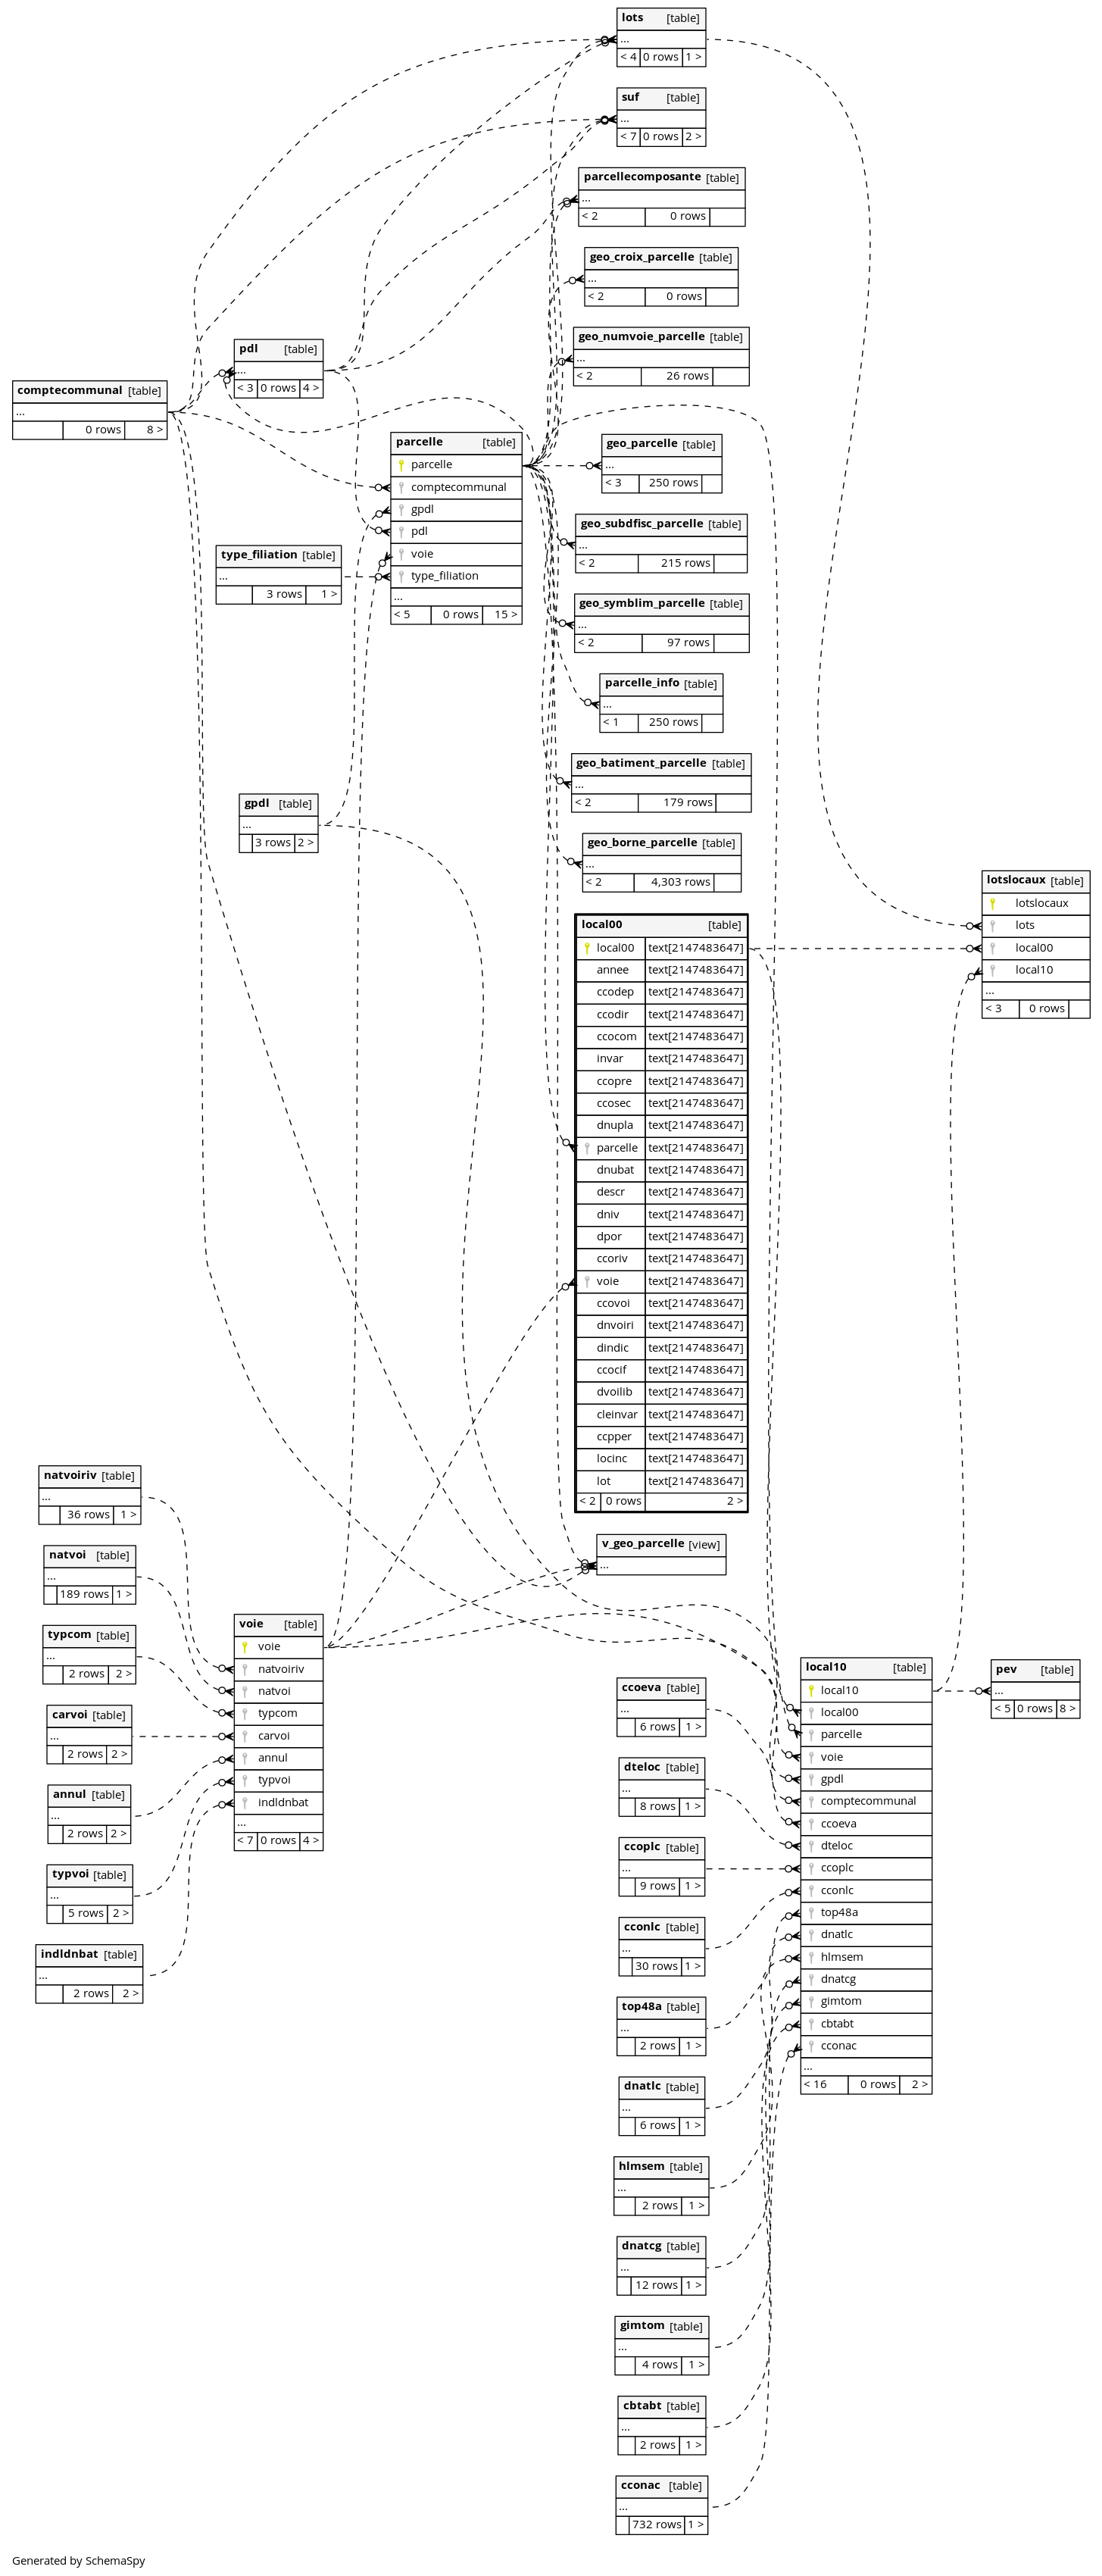 lots [table]
...
< 4 0 rows 1 >
suf [table]
...
< 7 0 rows 2 >
parcellecomposante [table]
...
< 2 0 rows
geo_croix_parcelle [table]
...
< 2 0 rows
geo_numvoie_parcelle [table]
...
< 2 26 rows
pdl [table]
...
< 3 0 rows 4 >
comptecommunal [table]
...
0 rows 8 >
parcelle [table]
parcelle
comptecommunal
gpdl
pdl
voie
type_filiation
...
< 5 0 rows 15 >
geo_parcelle [table]
...
< 3 250 rows
geo_subdfisc_parcelle [table]
...
< 2 215 rows
type_filiation [table]
...
3 rows 1 >
geo_symblim_parcelle [table]
...
< 2 97 rows
parcelle_info [table]
...
< 1 250 rows
geo_batiment_parcelle [table]
...
< 2 179 rows
gpdl [table]
...
3 rows 2 >
geo_borne_parcelle [table]
...
< 2 4,303 rows
lotslocaux [table]
lotslocaux
lots
local00
local10
...
< 3 0 rows
local00 [table]
local00 text[2147483647]
annee text[2147483647]
ccodep text[2147483647]
ccodir text[2147483647]
ccocom text[2147483647]
invar text[2147483647]
ccopre text[2147483647]
ccosec text[2147483647]
dnupla text[2147483647]
parcelle text[2147483647]
dnubat text[2147483647]
descr text[2147483647]
dniv text[2147483647]
dpor text[2147483647]
ccoriv text[2147483647]
voie text[2147483647]
ccovoi text[2147483647]
dnvoiri text[2147483647]
dindic text[2147483647]
ccocif text[2147483647]
dvoilib text[2147483647]
cleinvar text[2147483647]
ccpper text[2147483647]
locinc text[2147483647]
lot text[2147483647]
< 2 0 rows 2 >
v_geo_parcelle [view]
...
natvoiriv [table]
...
36 rows 1 >
natvoi [table]
...
189 rows 1 >
typcom [table]
...
2 rows 2 >
carvoi [table]
...
2 rows 2 >
annul [table]
...
2 rows 2 >
typvoi [table]
...
5 rows 2 >
indldnbat [table]
...
2 rows 2 >
voie [table]
voie
natvoiriv
natvoi
typcom
carvoi
annul
typvoi
indldnbat
...
< 7 0 rows 4 >
local10 [table]
local10
local00
parcelle
voie
gpdl
comptecommunal
ccoeva
dteloc
ccoplc
cconlc
top48a
dnatlc
hlmsem
dnatcg
gimtom
cbtabt
cconac
...
< 16 0 rows 2 >
pev [table]
...
< 5 0 rows 8 >
ccoeva [table]
...
6 rows 1 >
dteloc [table]
...
8 rows 1 >
ccoplc [table]
...
9 rows 1 >
cconlc [table]
...
30 rows 1 >
top48a [table]
...
2 rows 1 >
dnatlc [table]
...
6 rows 1 >
hlmsem [table]
...
2 rows 1 >
dnatcg [table]
...
12 rows 1 >
gimtom [table]
...
4 rows 1 >
cbtabt [table]
...
2 rows 1 >
cconac [table]
...
732 rows 1 >
Generated by SchemaSpy